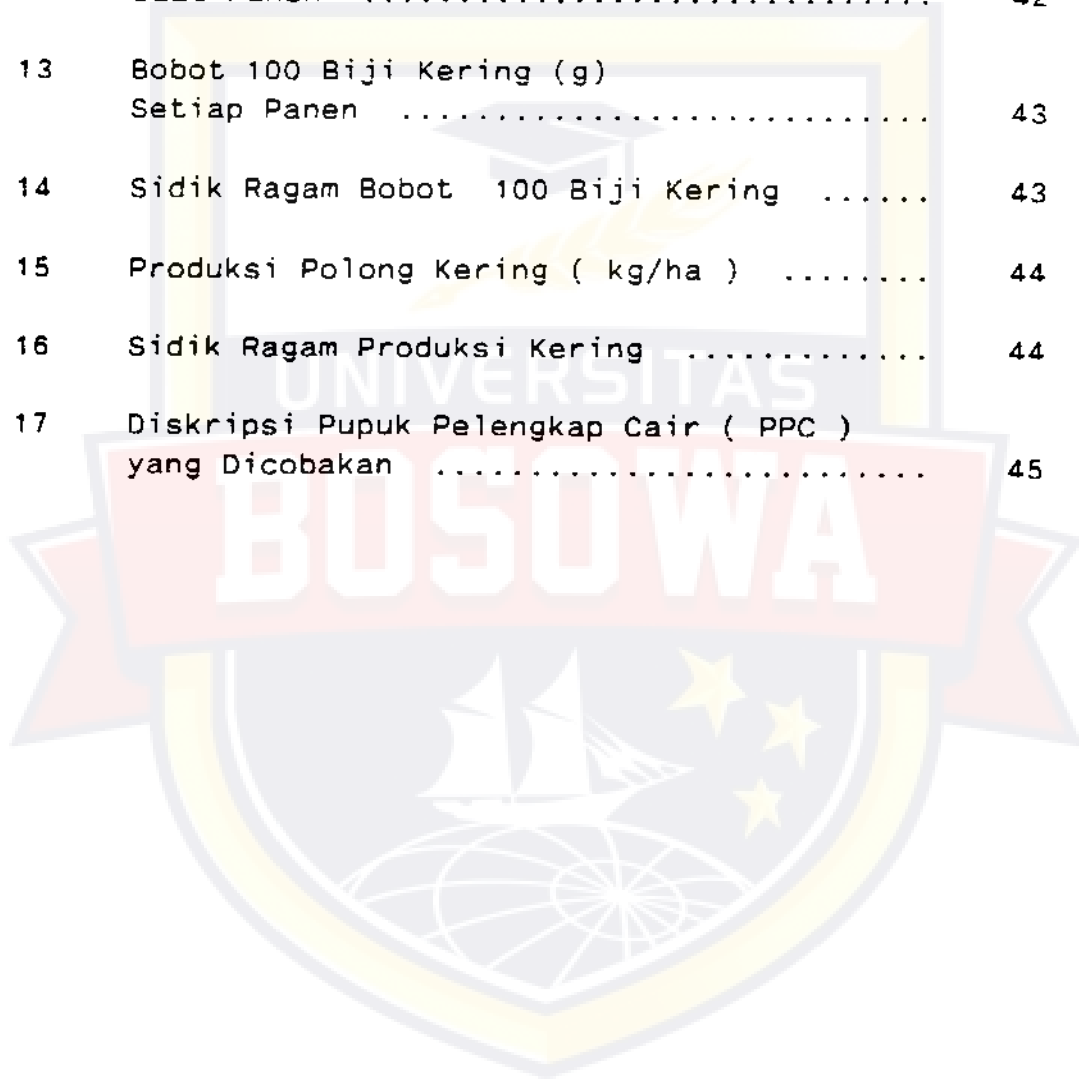 42
13 Bobot 100 Biji Kering (g)
Setiap Panen ............................ 43
14 Sidik Ragam Bobot 100 Biji Kering ...... 43
15 Produksi Polong Kering ( kg/ha ) ........ 44
16 Sidik Ragam Produksi Kering ............. 44
17 Diskripsi Pupuk Pelengkap Cair ( PPC )
yang Dicobakan .......................... 45
UNIVERSITAS
BOSOWA